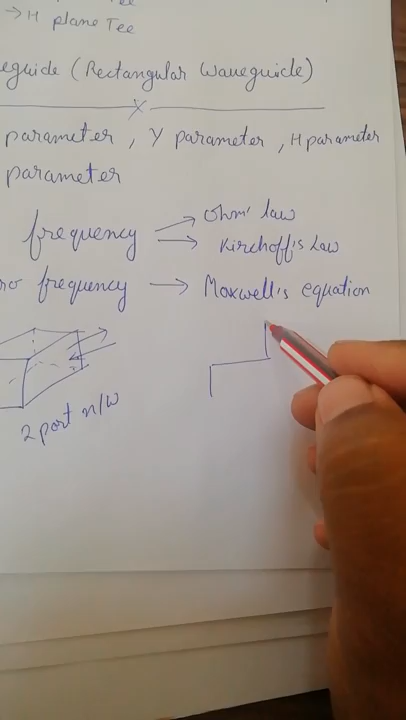 → H plane Tee
eguide (Rectangular Waveguide)
x
parameter, Y parameter, H parameter
parameter
frequency → Ohm' law
→ Kirchoff's Law
ro frequency → Maxwell's equation
2 port n/w